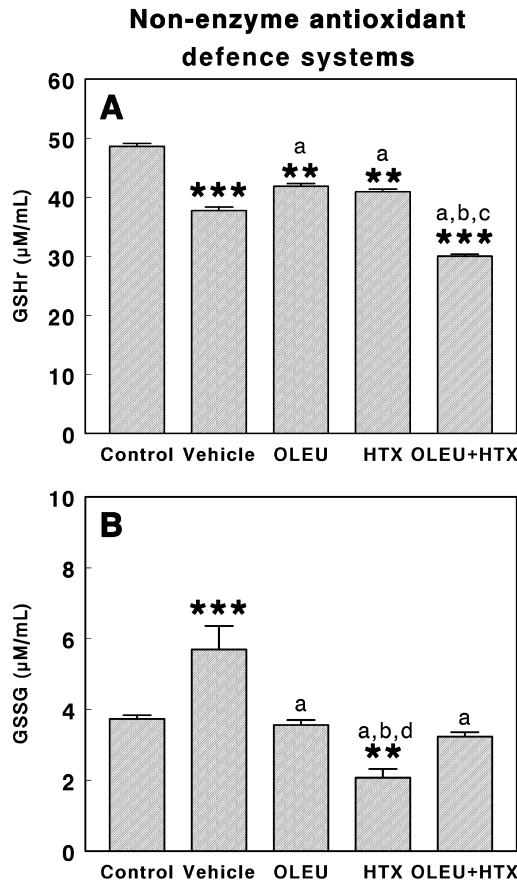 Non-enzyme antioxidant
defence systems
A
60
50
40
30
20
10
0
GSHr (µM/mL)
***
a
**
a
**
a,b,c
***
Control Vehicle OLEU HTX OLEU+HTX
B
10
8
6
4
2
0
GSSG (µM/mL)
***
a
a,b,d
**
a
Control Vehicle OLEU HTX OLEU+HTX